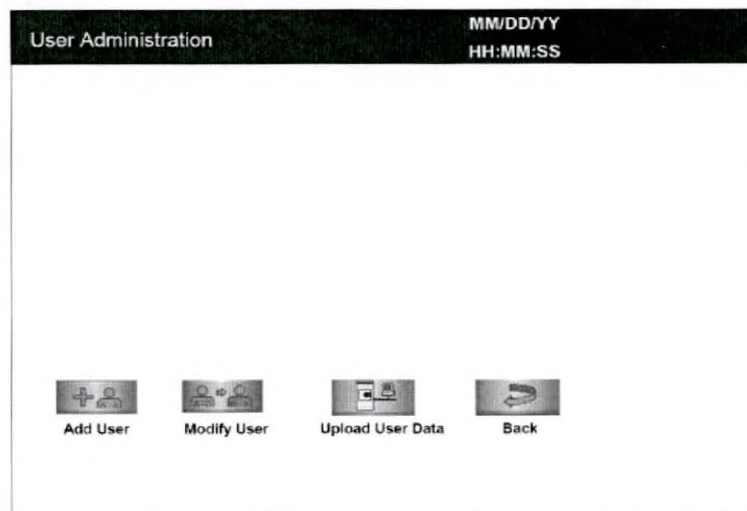 User Administration
MM/DD/YY
HH:MM:SS
Add User
Modify User
Upload User Data
Back